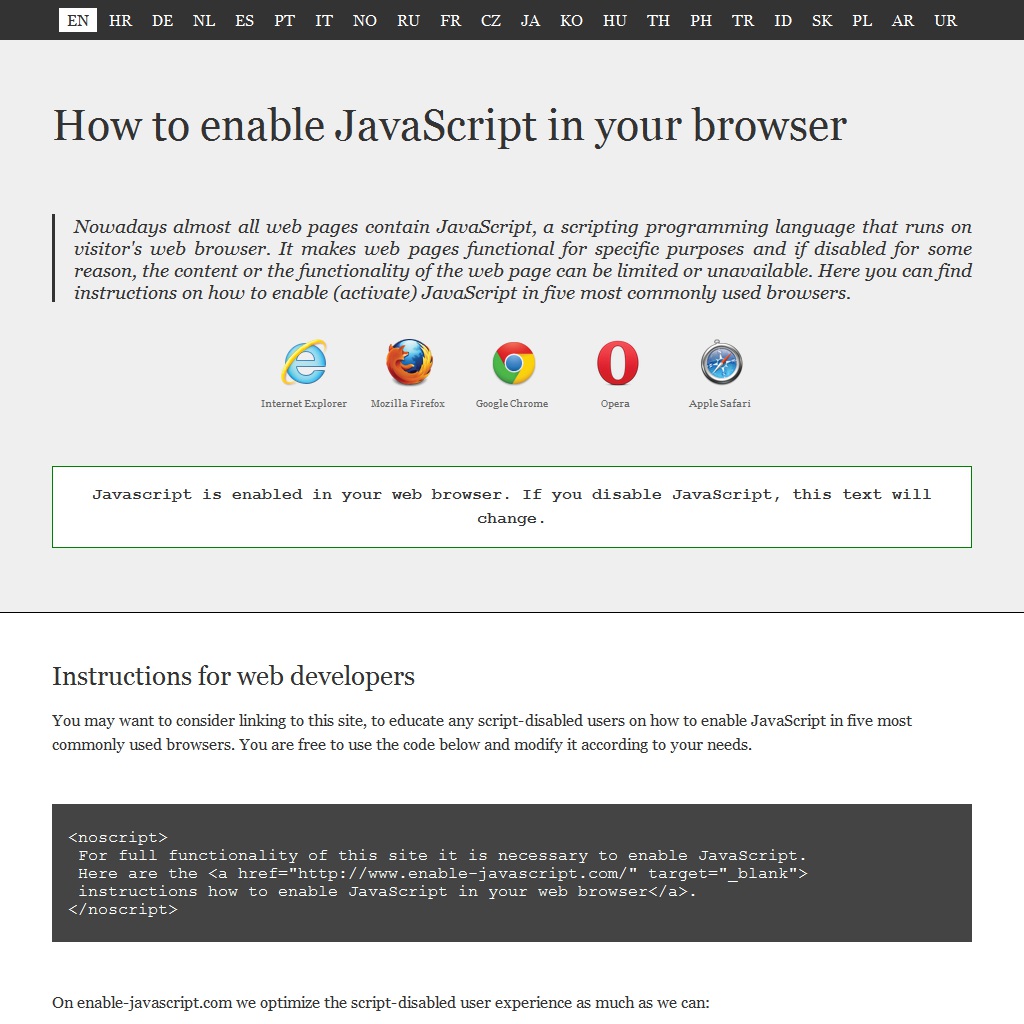 EN HR DE NL ES PT IT NO RU FR CZ JA KO HU TH PH TR ID SK PL AR UR
How to enable JavaScript in your browser
Nowadays almost all web pages contain JavaScript, a scripting programming language that runs on
visitor's web browser. It makes web pages functional for specific purposes and if disabled for some
reason, the content or the functionality of the web page can be limited or unavailable. Here you can find
instructions on how to enable (activate) JavaScript in five most commonly used browsers.
Internet Explorer Mozilla Firefox Google Chrome Opera Apple Safari
Javascript is enabled in your web browser. If you disable JavaScript, this text will
change.
Instructions for web developers
You may want to consider linking to this site, to educate any script-disabled users on how to enable JavaScript in five most
commonly used browsers. You are free to use the code below and modify it according to your needs.
<noscript>
 For full functionality of this site it is necessary to enable JavaScript.
 Here are the <a href="http://www.enable-javascript.com/" target="_blank">
 instructions how to enable JavaScript in your web browser</a>.
</noscript>
On enable-javascript.com we optimize the script-disabled user experience as much as we can: